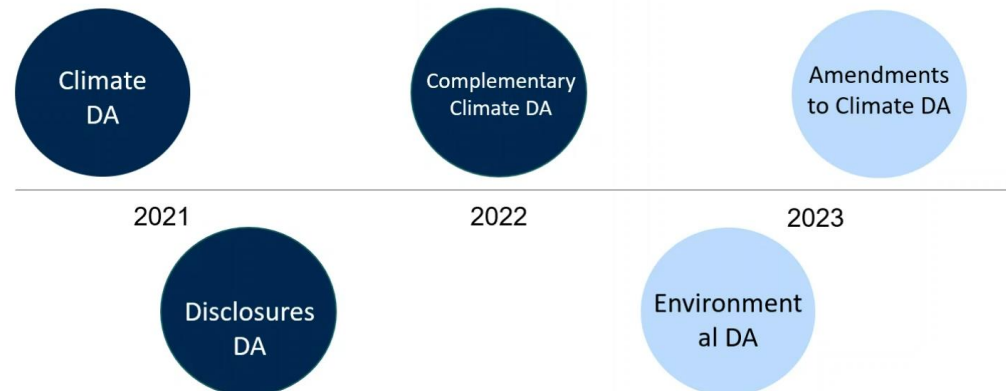 Climate
DA
Complementary
Climate DA
Amendments
to Climate DA
2021
2022
2023
Disclosures
DA
Environment
al DA